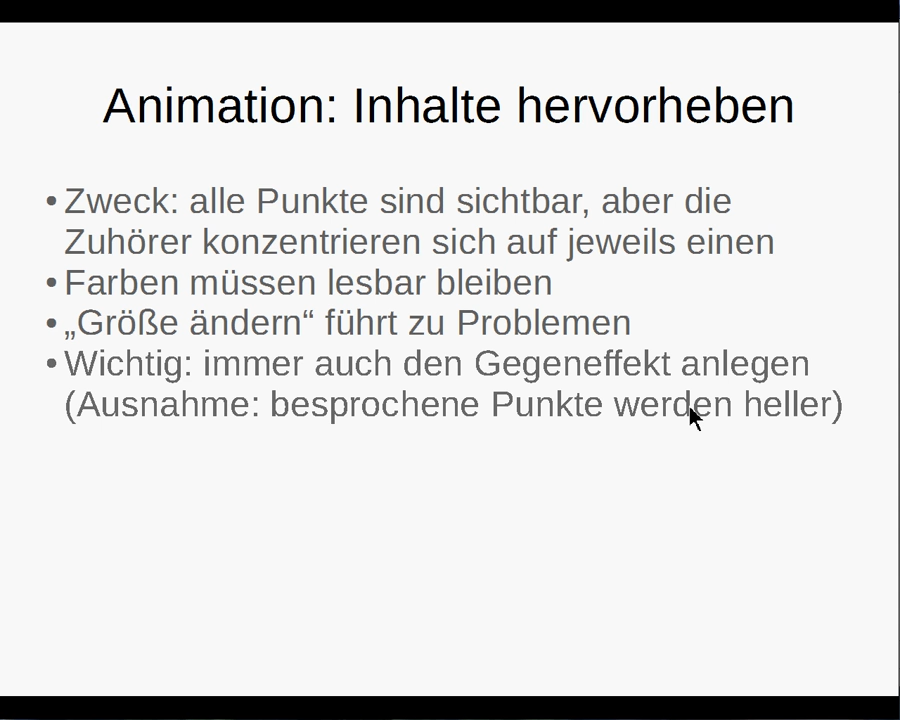 Animation: Inhalte hervorheben
• Zweck: alle Punkte sind sichtbar, aber die
Zuhörer konzentrieren sich auf jeweils einen
• Farben müssen lesbar bleiben
• „Größe ändern“ führt zu Problemen
• Wichtig: immer auch den Gegeneffekt anlegen
(Ausnahme: besprochene Punkte werden heller)